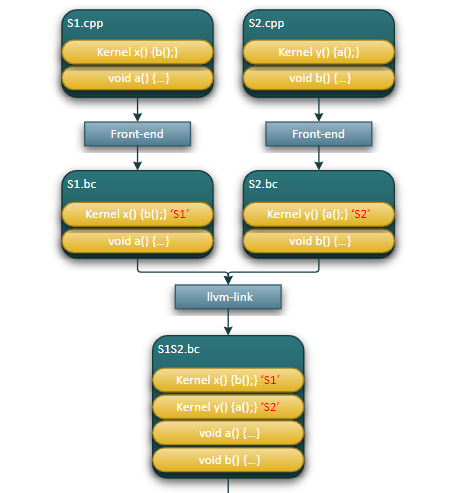 S1.cpp
Kernel x() {b();}
void a() {...}
S2.cpp
Kernel y() {a();}
void b() {...}
Front-end
Front-end
S1.bc
Kernel x() {b();} ‘S1’
void a() {...}
S2.bc
Kernel y() {a();} ‘S2’
void b() {...}
llvm-link
S1S2.bc
Kernel x() {b();} ‘S1’
Kernel y() {a();} ‘S2’
void a() {...}
void b() {...}